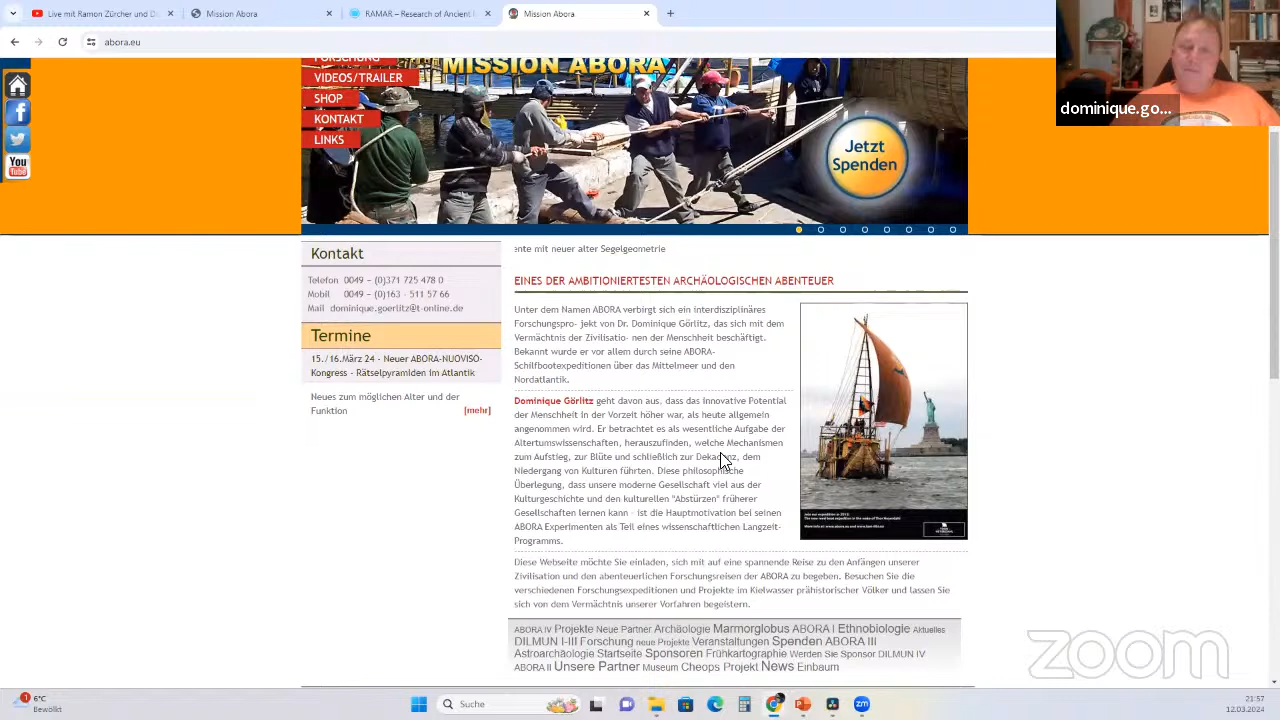 Live mit Ramon Zürcher und D
Mission Abora
RAMAR – Research of Ancient
Mission Abora
abora.eu
dominique.go...
FORSCHUNG
VIDEOS/TRAILER
SHOP
KONTAKT
LINKS
MISSION ABORA
Jetzt
Spenden
You
Tube
Kontakt
Telefon 0049 – (0)371 725 478 0
Mobil 0049 – (0)163 – 511 57 66
Mail dominique.goerlitz@t-online.de
Termine
15./16.März 24 - Neuer ABORA-NUOVISO-
Kongress - Rätselpyramiden im Atlantik
Neues zum möglichen Alter und der
Funktion [mehr]
ente mit neuer alter Segelgeometrie
EINES DER AMBITIONIERTESTEN ARCHÄOLOGISCHEN ABENTEUER
Unter dem Namen ABORA verbirgt sich ein interdisziplinäres
Forschungspro- jekt von Dr. Dominique Görlitz, das sich mit dem
Vermächtnis der Zivilisatio- nen der Menschheit beschäftigt.
Bekannt wurde er vor allem durch seine ABORA-
Schilfbootexpeditionen über das Mittelmeer und den
Nordatlantik.
Dominique Görlitz geht davon aus, dass das innovative Potential
der Menschheit in der Vorzeit höher war, als heute allgemein
angenommen wird. Er betrachtet es als wesentliche Aufgabe der
Altertumswissenschaften, herauszufinden, welche Mechanismen
zum Aufstieg, zur Blüte und schließlich zur Dekadenz, dem
Niedergang von Kulturen führten. Diese philosophische
Überlegung, dass unsere moderne Gesellschaft viel aus der
Kulturgeschichte und den kulturellen "Abstürzen" früherer
Gesellschaften lernen kann - ist die Hauptmotivation bei seinen
ABORA Experimenten als Teil eines wissenschaftlichen Langzeit-
Programms.
Diese Webseite möchte Sie einladen, sich mit auf eine spannende Reise zu den Anfängen unserer
Zivilisation und den abenteuerlichen Forschungsreisen der ABORA zu begeben. Besuchen Sie die
verschiedenen Forschungsexpeditionen und Projekte im Kielwasser prähistorischer Völker und lassen Sie
sich von dem Vermächtnis unserer Vorfahren begeistern.
ABORA IV Projekte Neue Partner Archäologie Marmorglobus ABORA I Ethnobiologie Aktuelles
DILMUN I-III Forschung neue Projekte Veranstaltungen Spenden ABORA III
Astroarchäologie Startseite Sponsoren Frühkartographie Werden Sie Sponsor DILMUN IV
ABORA II Unsere Partner Museum Cheops Projekt News Einbaum
zoom
1
6°C
Bewölkt
Suche
zm
21:57
12.03.2024